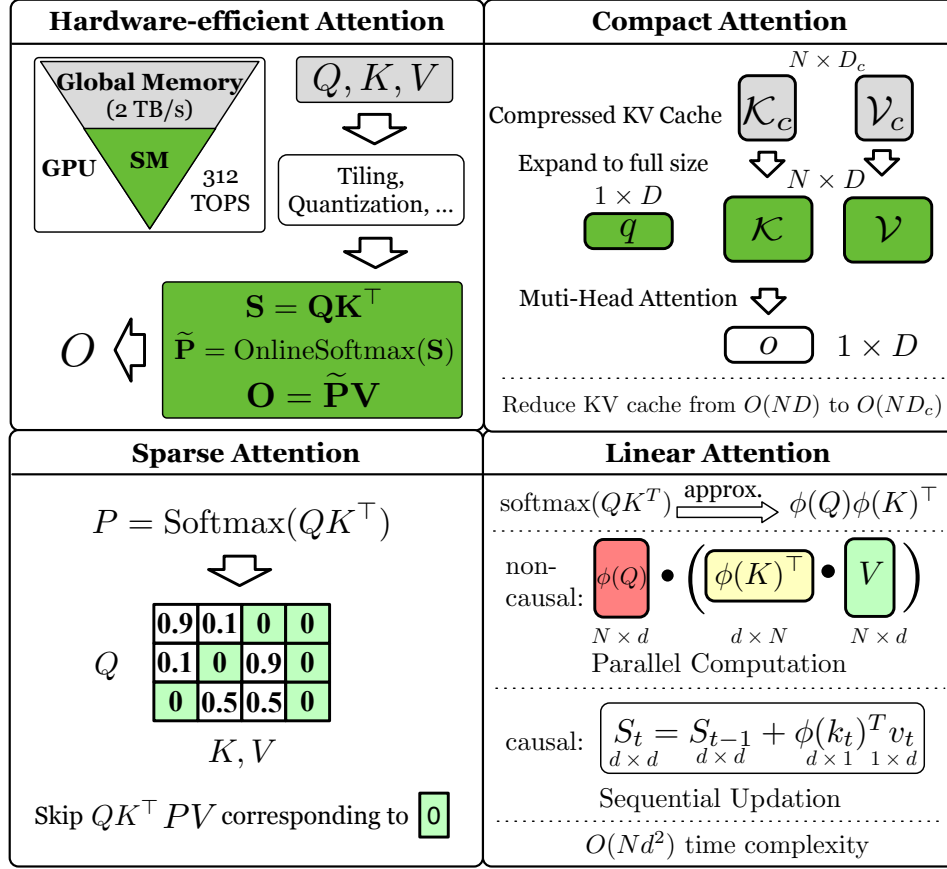 Hardware-efficient Attention
Global Memory
(2 TB/s)
SM
GPU
312
TOPS
Q, K, V
Tiling,
Quantization, ...
S = QK⊤
P̃ = OnlineSoftmax(S)
O = P̃V
O
Compact Attention
N × D_c
Compressed KV Cache
𝒦_c
𝒱_c
Expand to full size
N × D
1 × D
q
𝒦
𝒱
Muti-Head Attention
o
1 × D
Reduce KV cache from O(ND) to O(ND_c)
Sparse Attention
P = Softmax(QK⊤)
0.9 0.1 0 0
0.1 0 0.9 0
0 0.5 0.5 0
Q
K, V
Skip QK⊤ PV corresponding to 0
Linear Attention
softmax(QK^T) approx. ϕ(Q)ϕ(K)⊤
non-
causal:
ϕ(Q) • ( ϕ(K)⊤ • V )
N × d d × N N × d
Parallel Computation
causal: S_t = S_{t−1} + ϕ(k_t)^T v_t
d × d d × d d × 1 1 × d
Sequential Updation
O(Nd²) time complexity